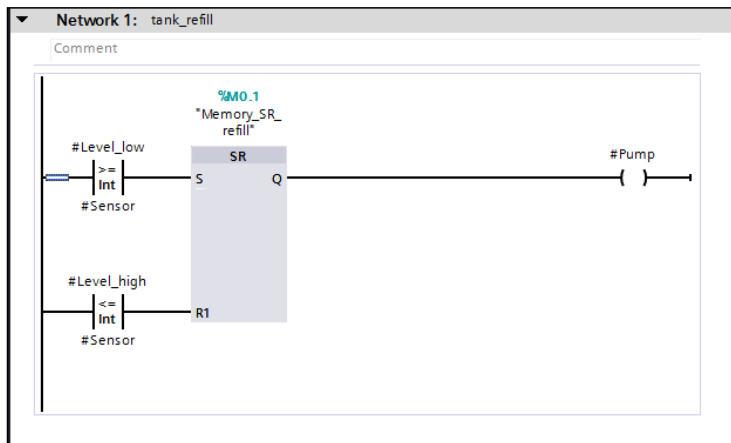 Network 1: tank_refill
Comment
%M0.1
"Memory_SR_
refill"
#Level_low
SR
#Pump
>=
Int
S
Q
#Sensor
#Level_high
<=
Int
R1
#Sensor